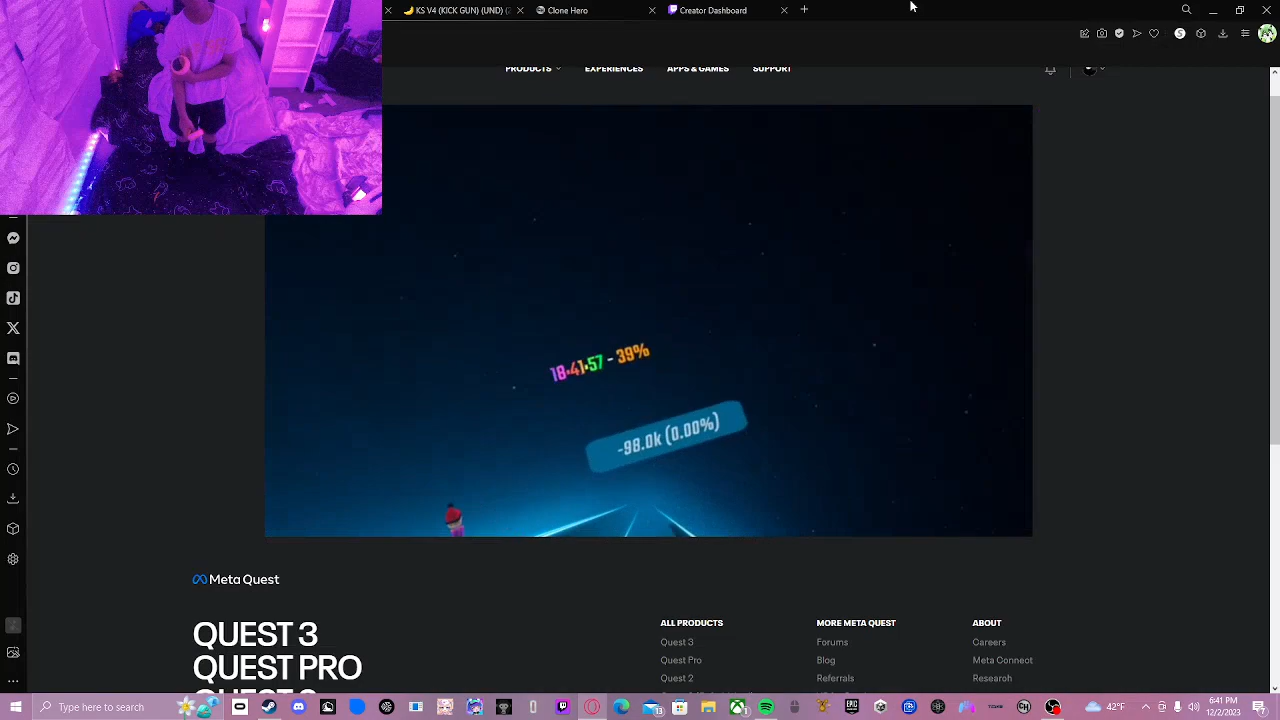 KS V4 (KICK GUN) (UND) (
Clone Hero
Creator Dashboard
PRODUCTS
EXPERIENCES
APPS & GAMES
SUPPORT
18:41:57 - 39%
-98.0k (0.00%)
Meta Quest
QUEST 3
QUEST PRO
ALL PRODUCTS
Quest 3
Quest Pro
Quest 2
MORE META QUEST
Forums
Blog
Referrals
ABOUT
Careers
Meta Connect
Research
Type here to search
6:41 PM
12/2/2023